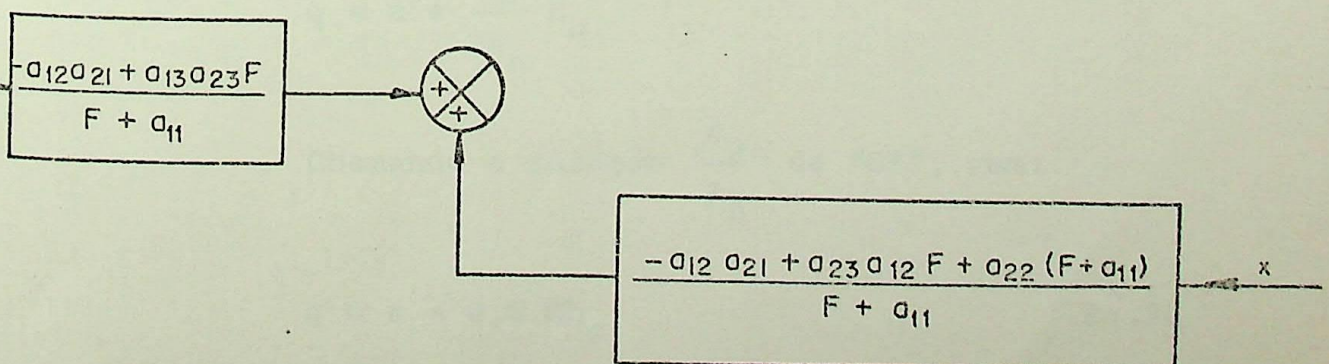 -a12a21 + a13a23F
F + a11
+
+
-a12 a21 + a23 a12 F + a22 (F+a11)
F + a11
x